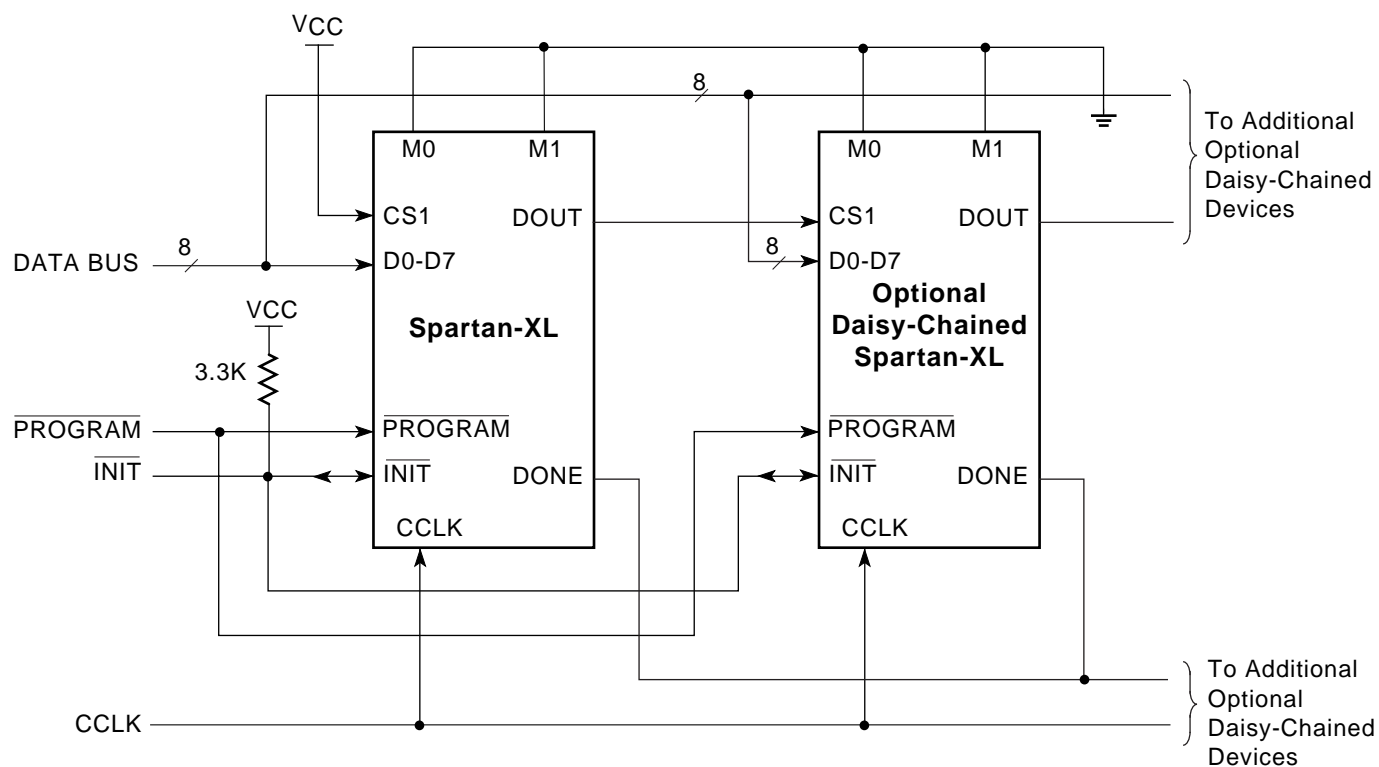 VCC
8
To Additional
Optional
Daisy-Chained
Devices
M0
M1
M0
M1
CS1
DOUT
CS1
DOUT
DATA BUS
8
D0-D7
8
D0-D7
VCC
Spartan-XL
Optional
Daisy-Chained
Spartan-XL
3.3K
PROGRAM
PROGRAM
PROGRAM
INIT
INIT
DONE
INIT
DONE
CCLK
CCLK
CCLK
To Additional
Optional
Daisy-Chained
Devices